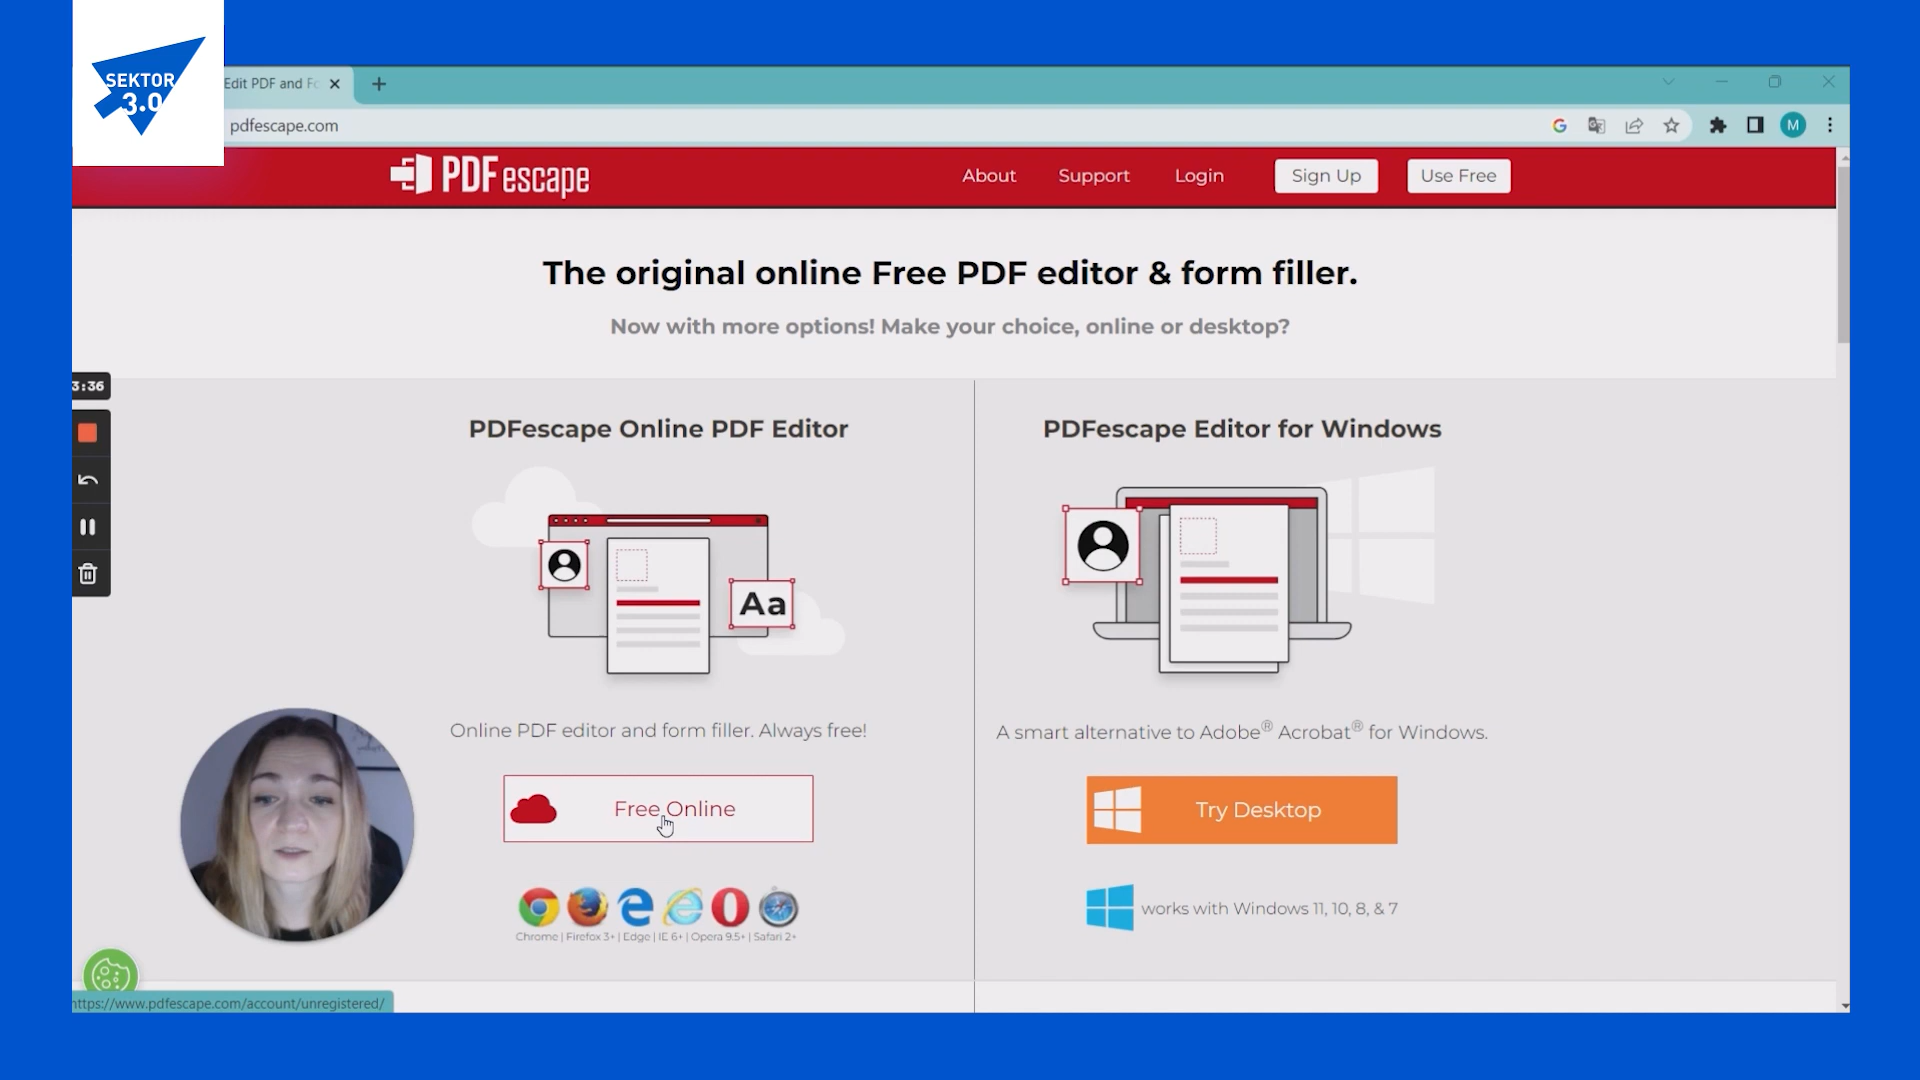 SEKTOR
3.0
Edit PDF and Fo
pdfescape.com
M
PDFescape
About
Support
Login
Sign Up
Use Free
The original online Free PDF editor & form filler.
Now with more options! Make your choice, online or desktop?
3:36
PDFescape Online PDF Editor
Aa
Online PDF editor and form filler. Always free!
Free Online
Chrome | Firefox 3+ | Edge | IE 6+ | Opera 9.5+ | Safari 2+
PDFescape Editor for Windows
A smart alternative to Adobe® Acrobat® for Windows.
Try Desktop
works with Windows 11, 10, 8, & 7
https://www.pdfescape.com/account/unregistered/